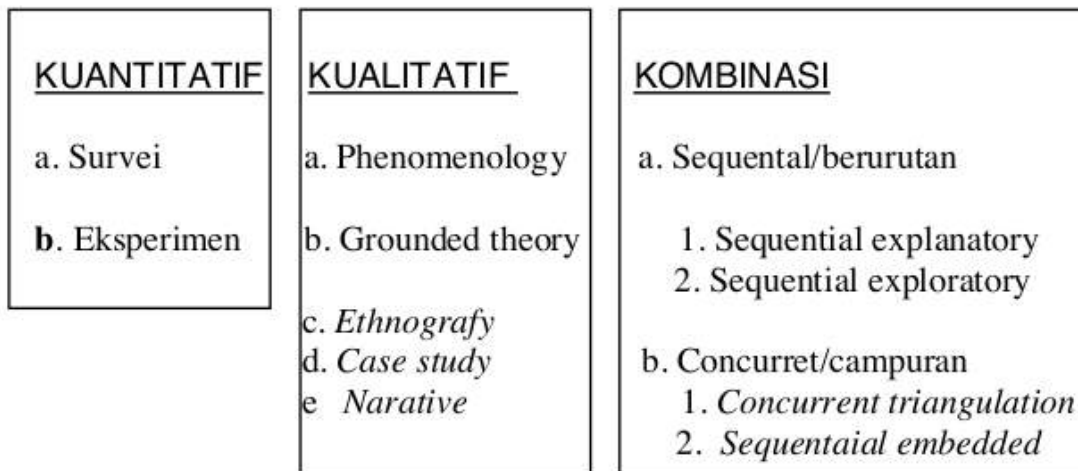 KUANTITATIF
a. Survei
b. Eksperimen
KUALITATIF
a. Phenomenology
b. Grounded theory
c. Ethnografy
d. Case study
e Narative
KOMBINASI
a. Sequental/berurutan
1. Sequential explanatory
2. Sequential exploratory
b. Concurret/campuran
1. Concurrent triangulation
2. Sequentaial embedded